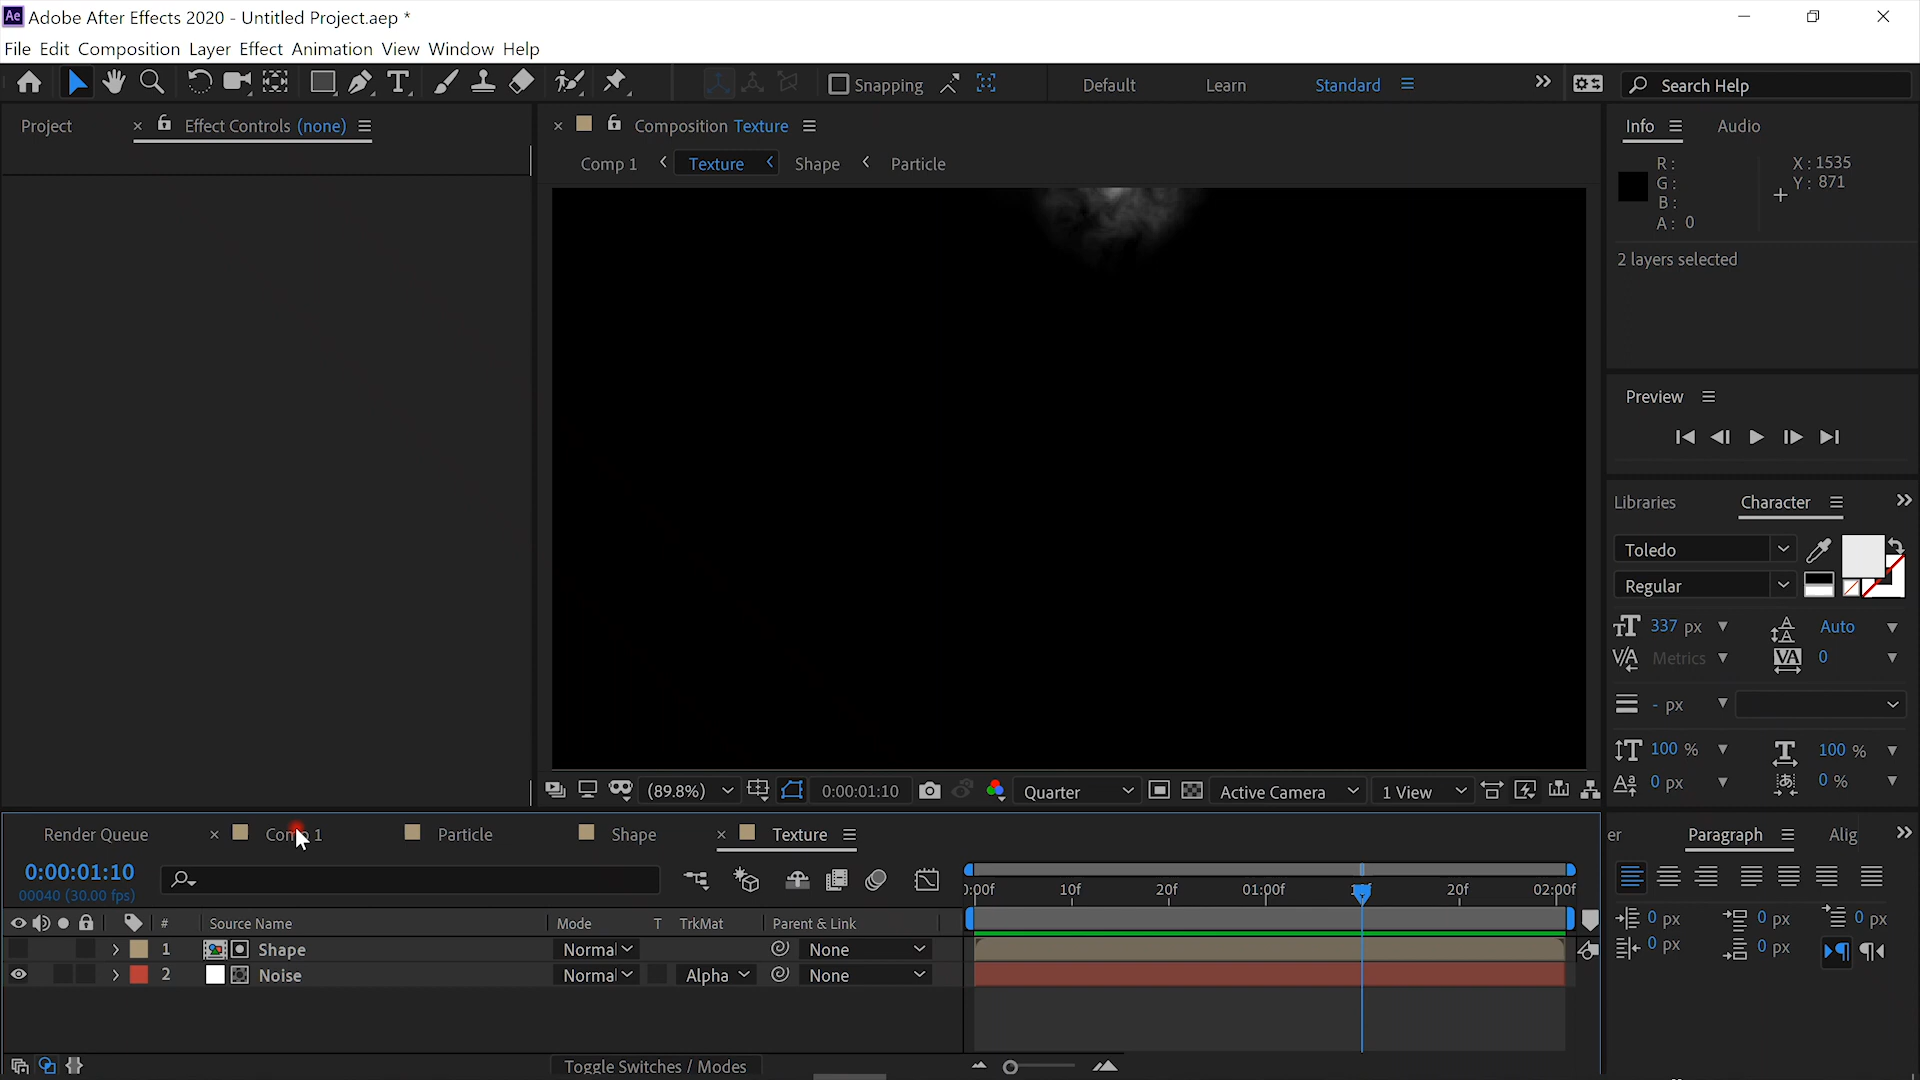 Ae Adobe After Effects 2020 - Untitled Project.aep *
File Edit Composition Layer Effect Animation View Window Help
Snapping Default Learn Standard Search Help
Project × Effect Controls (none)
× Composition Texture
Comp 1 Texture Shape Particle
Info Audio
R: X : 1535
G: Y : 871
B:
A: 0
2 layers selected
Preview
Libraries Character
Toledo
Regular
337 px Auto
Metrics 0
- px
100 % 100 %
0 px 0 %
(89.8%) 0:00:01:10 Quarter Active Camera 1 View
Render Queue × Comp 1 Particle Shape × Texture
er Paragraph Alig
0:00:01:10
00040 (30.00 fps)
):00f 10f 20f 01:00f 20f 02:00f
# Source Name Mode T TrkMat Parent & Link
1 Shape Normal None
2 Noise Normal Alpha None
0 px 0 px 0 px
0 px 0 px
Toggle Switches / Modes